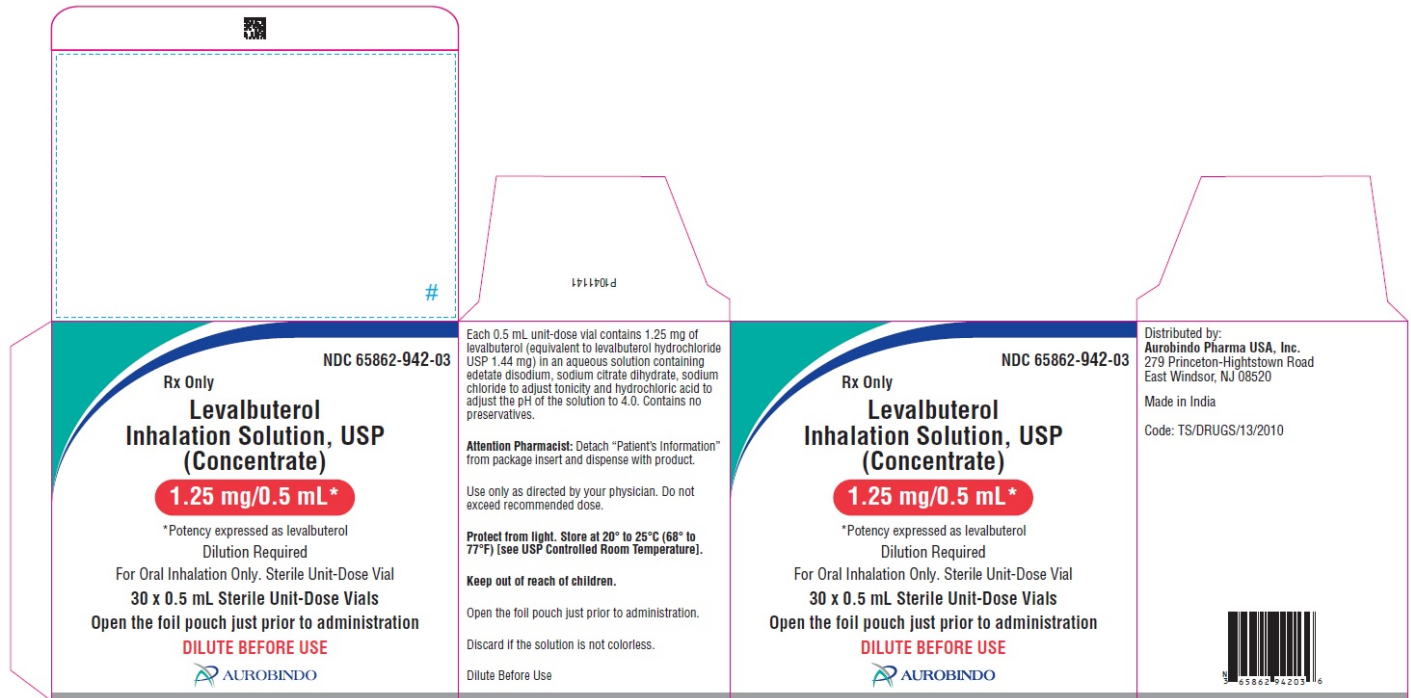 #
P1041141
NDC 65862-942-03
Rx Only
Levalbuterol
Inhalation Solution, USP
(Concentrate)
1.25 mg/0.5 mL*
*Potency expressed as levalbuterol
Dilution Required
For Oral Inhalation Only. Sterile Unit-Dose Vial
30 x 0.5 mL Sterile Unit-Dose Vials
Open the foil pouch just prior to administration
DILUTE BEFORE USE
AUROBINDO
Each 0.5 mL unit-dose vial contains 1.25 mg of
levalbuterol (equivalent to levalbuterol hydrochloride
USP 1.44 mg) in an aqueous solution containing
edetate disodium, sodium citrate dihydrate, sodium
chloride to adjust tonicity and hydrochloric acid to
adjust the pH of the solution to 4.0. Contains no
preservatives.
Attention Pharmacist: Detach “Patient’s Information”
from package insert and dispense with product.
Use only as directed by your physician. Do not
exceed recommended dose.
Protect from light. Store at 20° to 25°C (68° to
77°F) [see USP Controlled Room Temperature].
Keep out of reach of children.
Open the foil pouch just prior to administration.
Discard if the solution is not colorless.
Dilute Before Use
NDC 65862-942-03
Rx Only
Levalbuterol
Inhalation Solution, USP
(Concentrate)
1.25 mg/0.5 mL*
*Potency expressed as levalbuterol
Dilution Required
For Oral Inhalation Only. Sterile Unit-Dose Vial
30 x 0.5 mL Sterile Unit-Dose Vials
Open the foil pouch just prior to administration
DILUTE BEFORE USE
AUROBINDO
Distributed by:
Aurobindo Pharma USA, Inc.
279 Princeton-Hightstown Road
East Windsor, NJ 08520
Made in India
Code: TS/DRUGS/13/2010
N
3 65862 94203 6